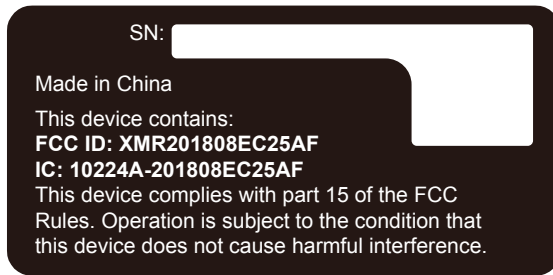 SN:
Made in China
This device contains:
FCC ID: XMR201808EC25AF
IC: 10224A-201808EC25AF
This device complies with part 15 of the FCC
Rules. Operation is subject to the condition that
this device does not cause harmful interference.